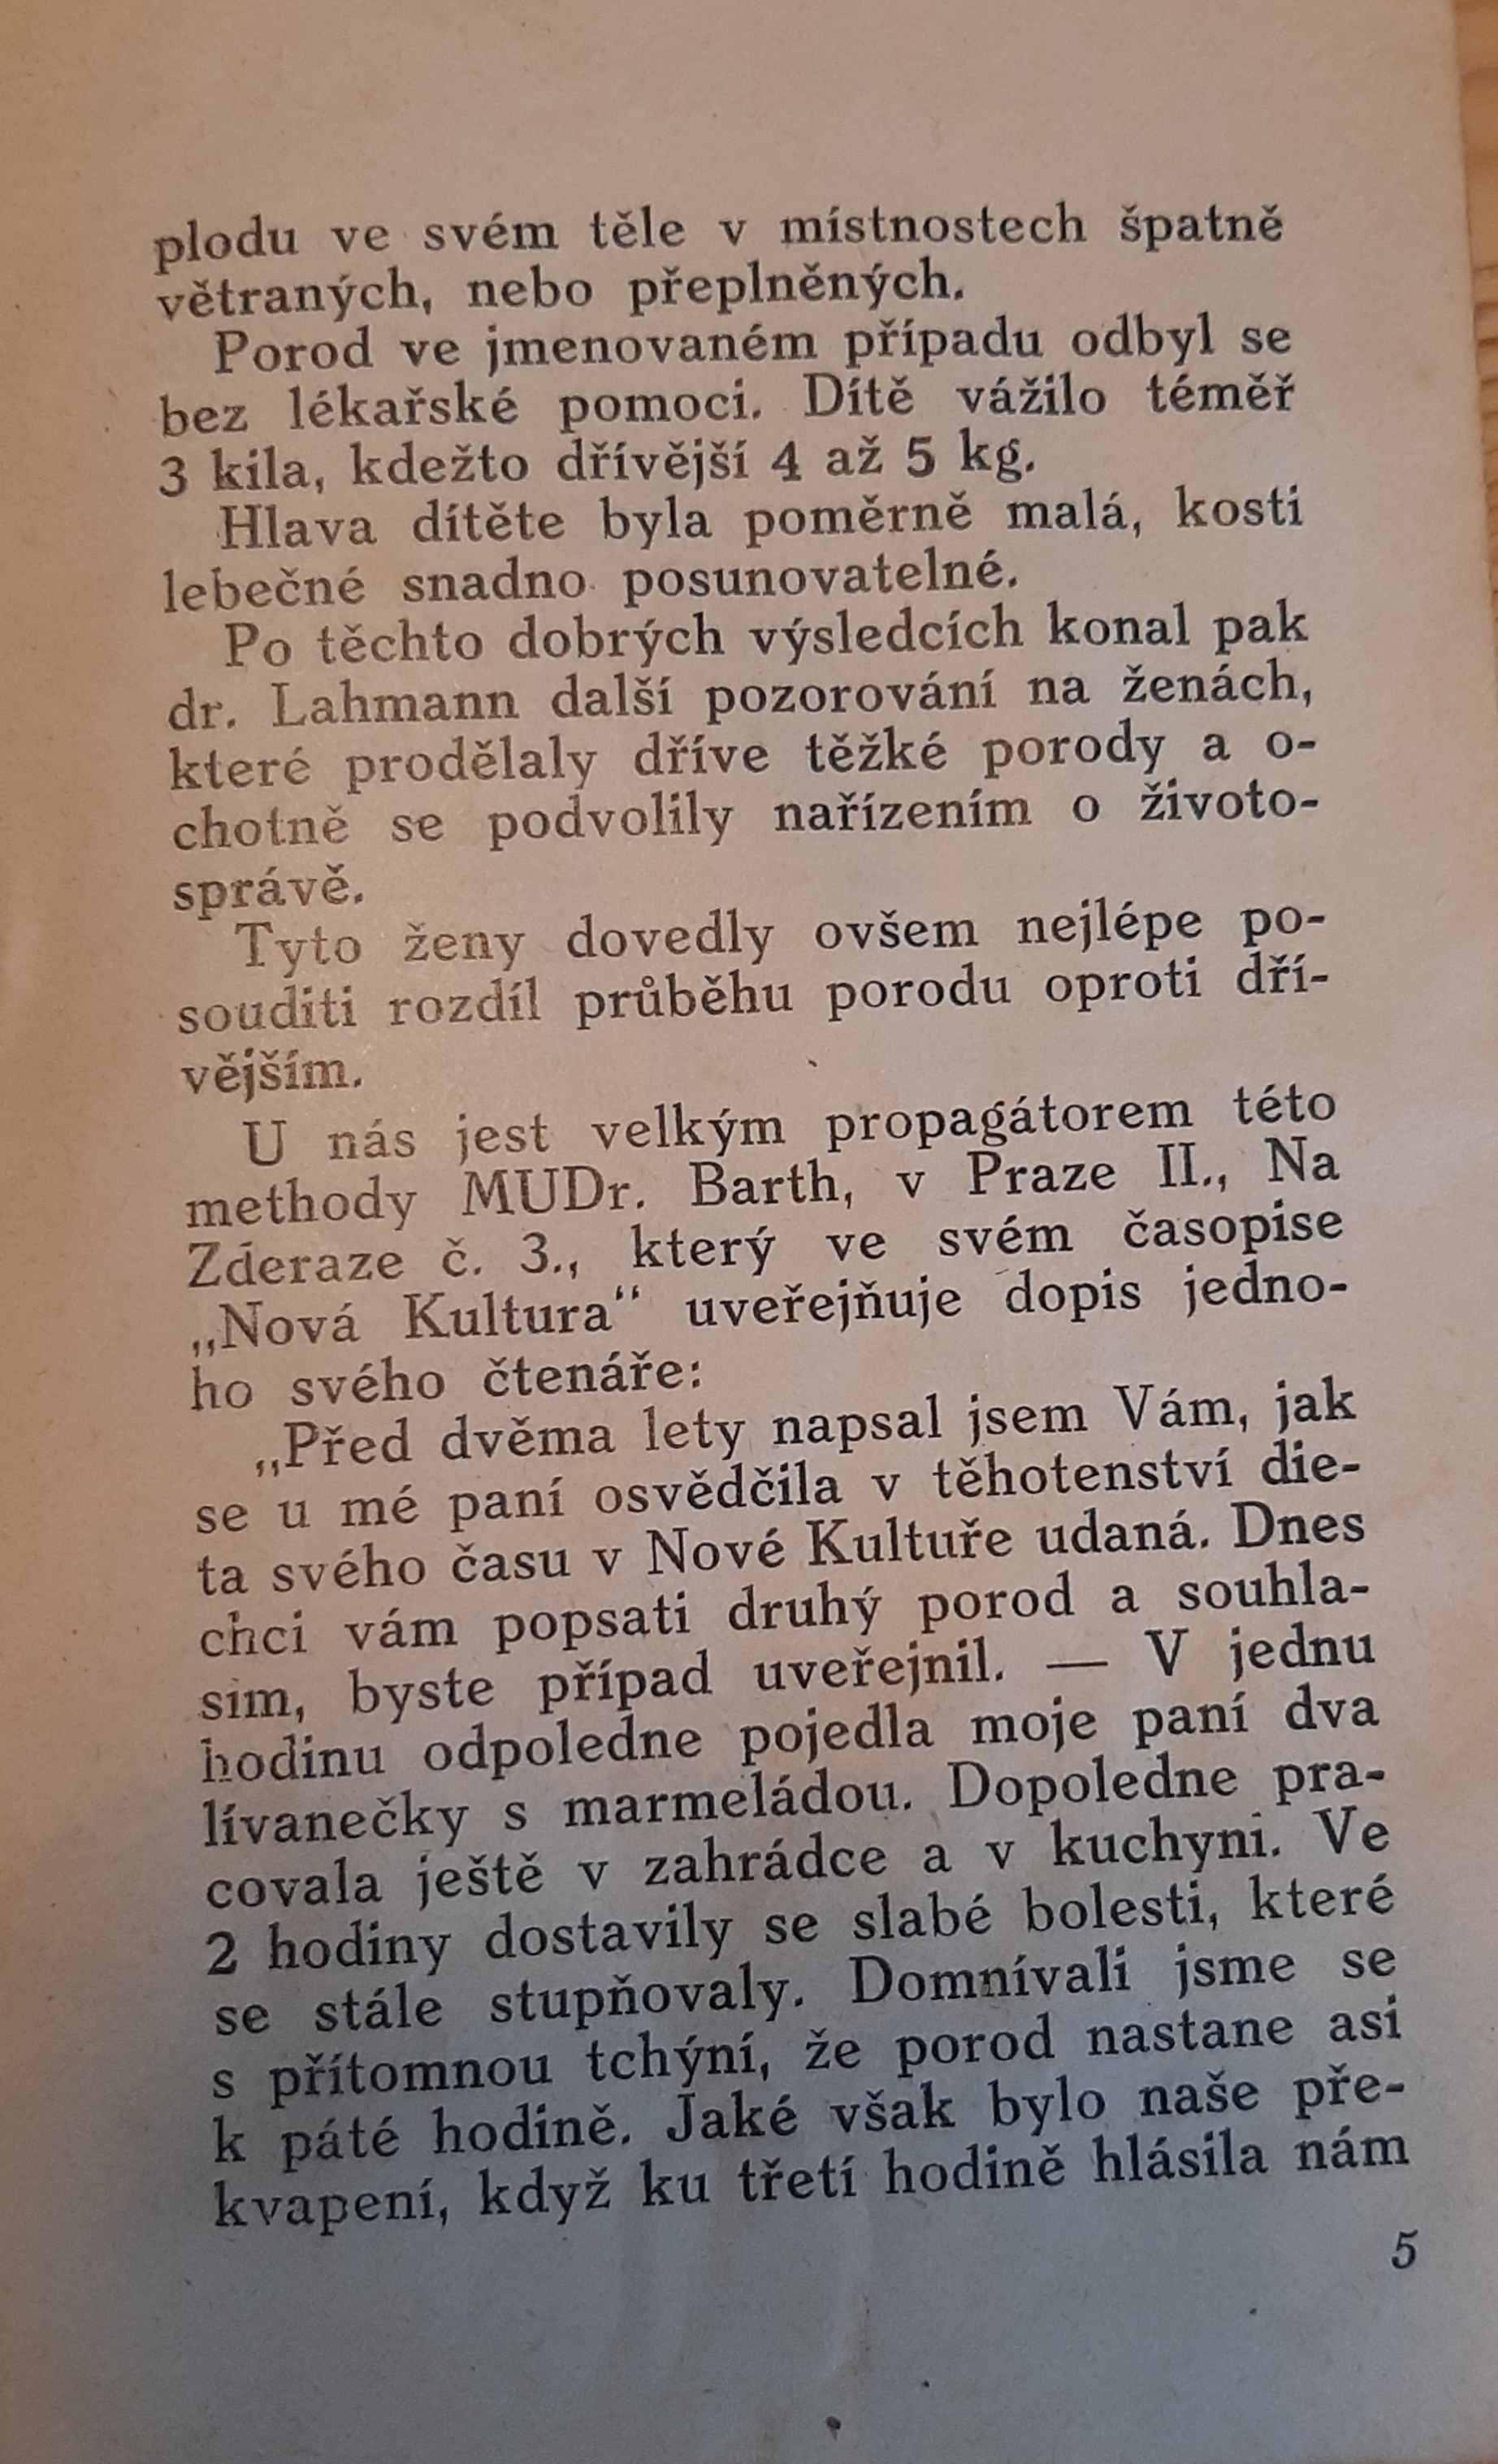 plodu ve svém těle v místnostech špatně
větraných, nebo přeplněných.
Porod ve jmenovaném případu odbyl se
bez lékařské pomoci. Dítě vážilo téměř
3 kila, kdežto dřívější 4 až 5 kg.
Hlava dítěte byla poměrně malá, kosti
lebečné snadno posunovatelné.
Po těchto dobrých výsledcích konal pak
dr. Lahmann další pozorování na ženách,
které prodělaly dříve těžké porody a o-
chotně se podvolily nařízením o životo-
správě.
Tyto ženy dovedly ovšem nejlépe po-
souditi rozdíl průběhu porodu oproti dří-
vějším.
U nás jest velkým propagátorem této
methody MUDr. Barth, v Praze II., Na
Zderaze č. 3., který ve svém časopise
„Nová Kultura“ uveřejňuje dopis jedno-
ho svého čtenáře:
„Před dvěma lety napsal jsem Vám, jak
se u mé paní osvědčila v těhotenství die-
ta svého času v Nové Kultuře udaná. Dnes
chci vám popsati druhý porod a souhla-
sim, byste případ uveřejnil. — V jednu
hodinu odpoledne pojedla moje paní dva
lívanečky s marmeládou. Dopoledne pra-
covala ještě v zahrádce a v kuchyni. Ve
2 hodiny dostavily se slabé bolesti, které
se stále stupňovaly. Domnívali jsme se
s přítomnou tchýní, že porod nastane asi
k páté hodině. Jaké však bylo naše pře-
kvapení, když ku třetí hodině hlásila nám
5